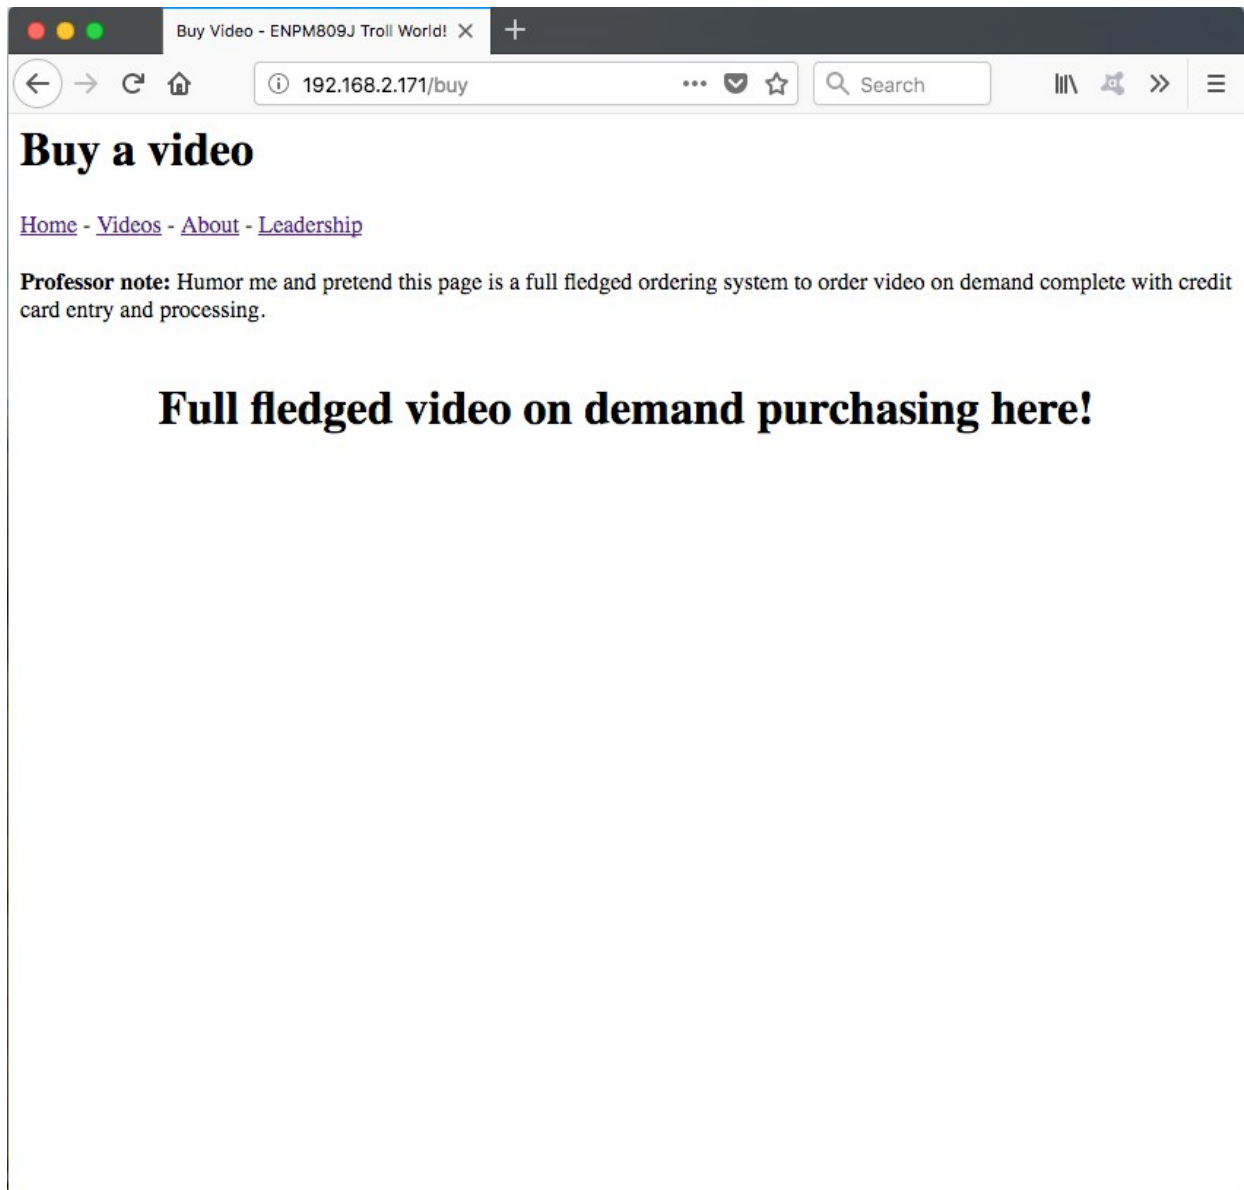 Buy Video - ENPM809J Troll World!
192.168.2.171/buy
Search
Buy a video
Home - Videos - About - Leadership
Professor note: Humor me and pretend this page is a full fledged ordering system to order video on demand complete with credit
card entry and processing.
Full fledged video on demand purchasing here!